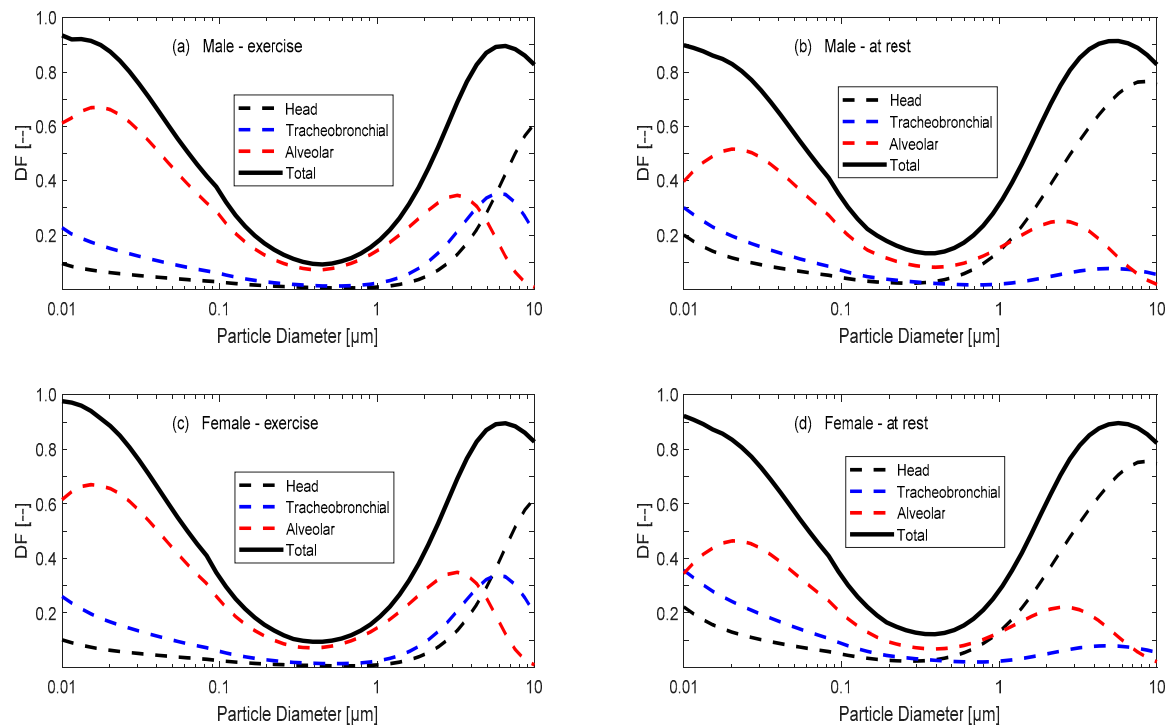 (a) Male - exercise
1.0
0.8
0.6
0.4
0.2
DF [--]
Head
Tracheobronchial
Alveolar
Total
0.01 0.1 1 10
Particle Diameter [µm]
(b) Male - at rest
1.0
0.8
0.6
0.4
0.2
DF [--]
Head
Tracheobronchial
Alveolar
Total
0.01 0.1 1 10
Particle Diameter [µm]
(c) Female - exercise
1.0
0.8
0.6
0.4
0.2
DF [--]
Head
Tracheobronchial
Alveolar
Total
0.01 0.1 1 10
Particle Diameter [µm]
(d) Female - at rest
1.0
0.8
0.6
0.4
0.2
DF [--]
Head
Tracheobronchial
Alveolar
Total
0.01 0.1 1 10
Particle Diameter [µm]